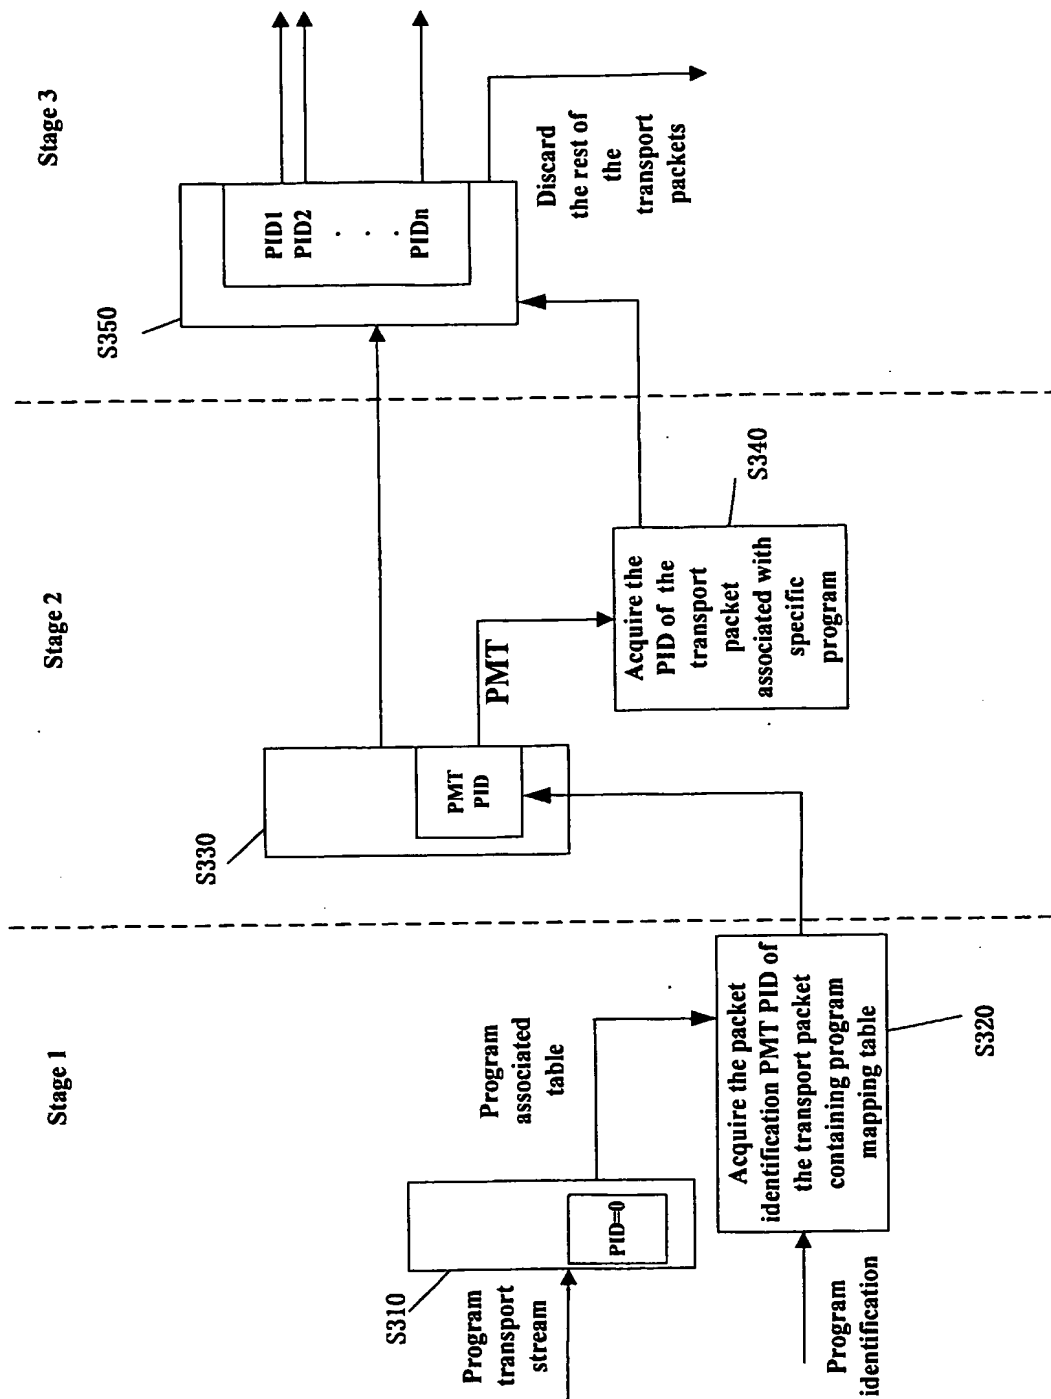 Stage 1
Stage 2
Stage 3
S310
Program
transport
stream
PID=0
Program
associated
table
Program
identification
Acquire the packet
identification PMT PID of
the transport packet
containing program
mapping table
S320
S330
PMT
PID
PMT
Acquire the
PID of the
transport
packet
associated with
specific
program
S340
S350
PID1
PID2
. . .
PIDn
Discard
the rest of
the
transport
packets